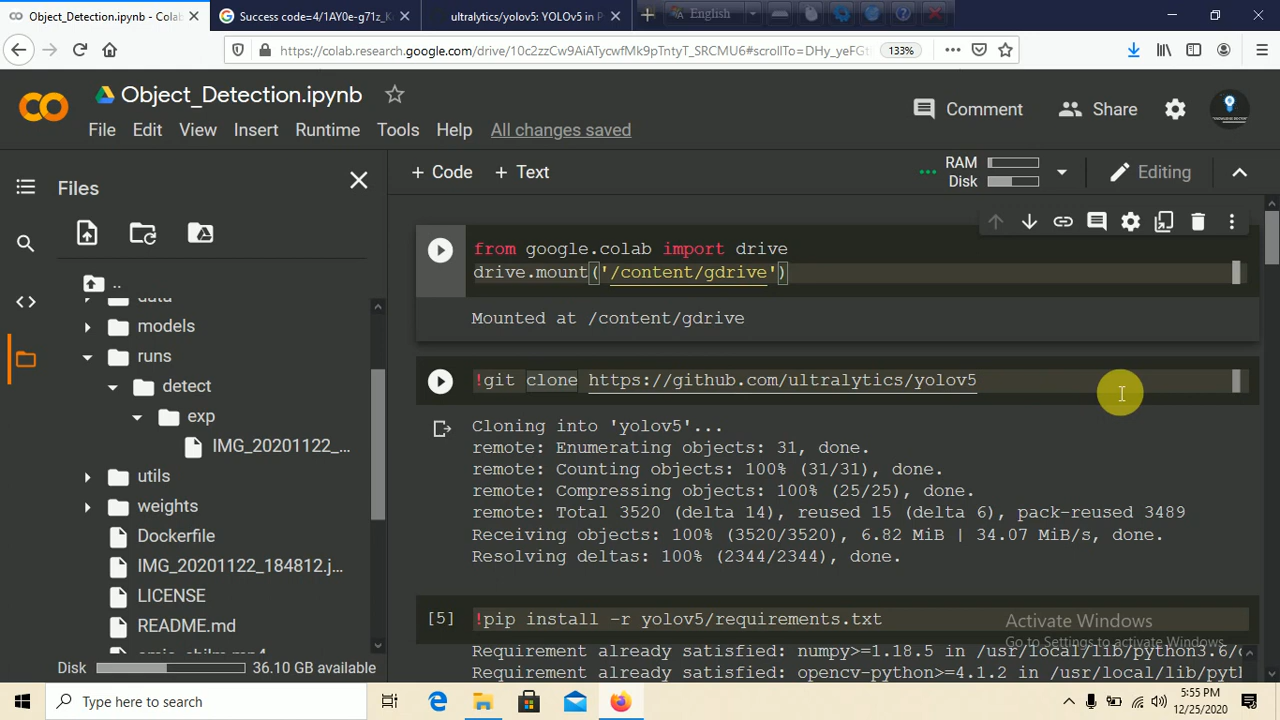 Object_Detection.ipynb - Colab
Success code=4/1AY0e-g71z_K
ultralytics/yolov5: YOLOv5 in P
English
https://colab.research.google.com/drive/10c2zzCw9AiATycwfMk9pTntyT_SRCMU6#scrollTo=DHy_yeFGt
133%
Object_Detection.ipynb
Comment
Share
File Edit View Insert Runtime Tools Help All changes saved
Files
+ Code + Text
RAM
Disk
Editing
..
data
models
runs
detect
exp
IMG_20201122_...
utils
weights
Dockerfile
IMG_20201122_184812.j...
LICENSE
README.md
Disk 36.10 GB available
from google.colab import drive
drive.mount('/content/gdrive')
Mounted at /content/gdrive
!git clone https://github.com/ultralytics/yolov5
Cloning into 'yolov5'...
remote: Enumerating objects: 31, done.
remote: Counting objects: 100% (31/31), done.
remote: Compressing objects: 100% (25/25), done.
remote: Total 3520 (delta 14), reused 15 (delta 6), pack-reused 3489
Receiving objects: 100% (3520/3520), 6.82 MiB | 34.07 MiB/s, done.
Resolving deltas: 100% (2344/2344), done.
[5] !pip install -r yolov5/requirements.txt
Requirement already satisfied: numpy>=1.18.5 in /usr/local/lib/python3.6/
Requirement already satisfied: opencv-python>=4.1.2 in /usr/local/lib/pyt
Activate Windows
Go to Settings to activate Windows.
Type here to search
5:55 PM
12/25/2020